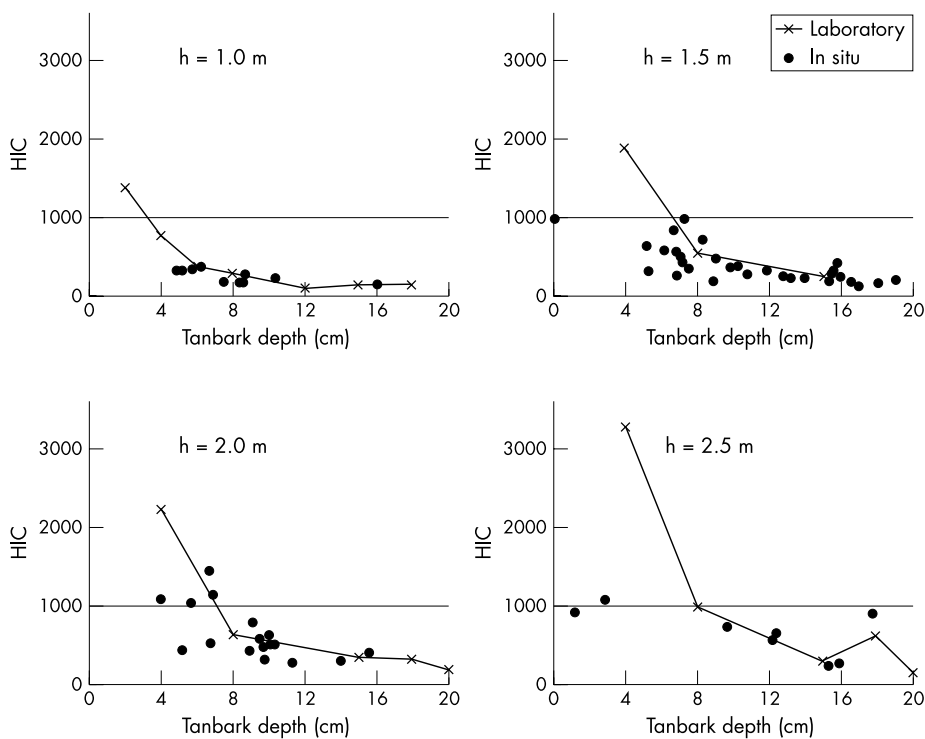 h = 1.0 m
HIC
3000
2000
1000
0
0 4 8 12 16 20
Tanbark depth (cm)
h = 1.5 m
Laboratory
In situ
HIC
3000
2000
1000
0
0 4 8 12 16 20
Tanbark depth (cm)
h = 2.0 m
HIC
3000
2000
1000
0
0 4 8 12 16 20
Tanbark depth (cm)
h = 2.5 m
HIC
3000
2000
1000
0
0 4 8 12 16 20
Tanbark depth (cm)